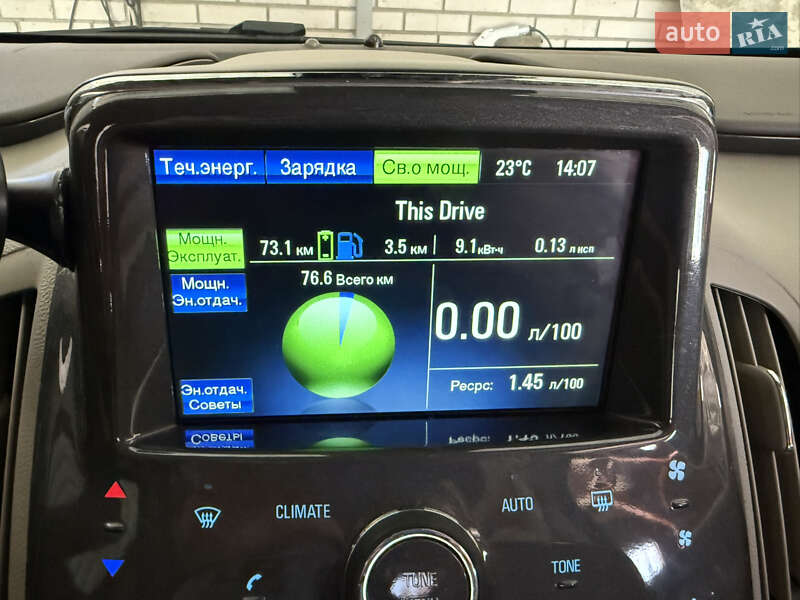 auto RIA .com
Теч.энерг. Зарядка Св.о мощ. 23°C 14:07
This Drive
Мощн. Эксплуат.
73.1 км 3.5 км 9.1 кВт-ч 0.13 л исп
Мощн. Эн.отдач.
76.6 Всего км
0.00 л/100
Эн.отдач. Советы
Ресрс: 1.45 л/100
CLIMATE AUTO
TUNE TONE